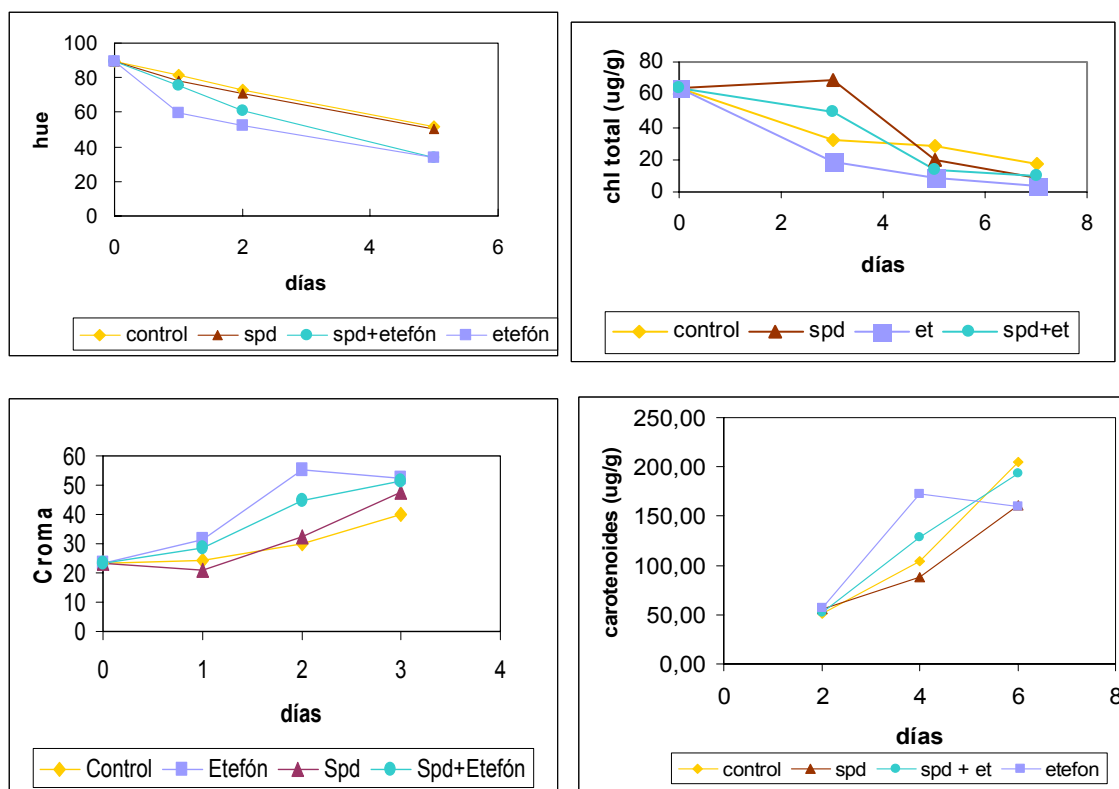 100
80
60
40
20
0
hue
0 2 4 6
días
control spd spd+etefón etefón
80
60
40
20
0
chl total (ug/g)
0 2 4 6 8
días
control spd et spd+et
60
50
40
30
20
10
0
Croma
0 1 2 3 4
días
Control Etefón Spd Spd+Etefón
250,00
200,00
150,00
100,00
50,00
0,00
carotenoides (ug/g)
0 2 4 6 8
días
control spd spd + et etefon